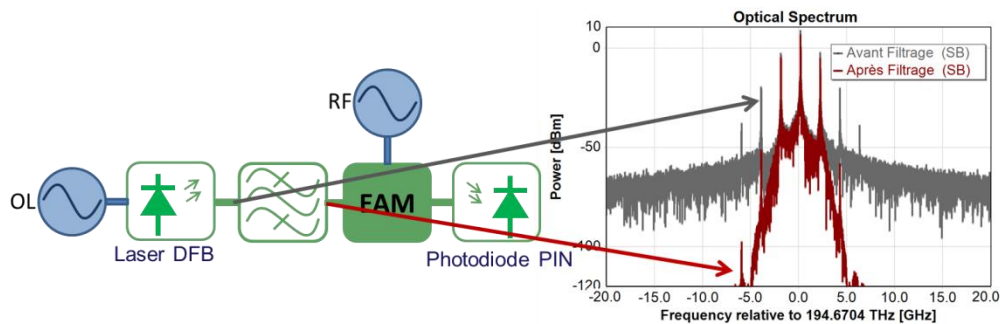 OL
Laser DFB
RF
EAM
Photodiode PIN
Optical Spectrum
Avant Filtrage (SB)
Après Filtrage (SB)
Power [dBm]
10
0
-50
-100
-120
-20.0 -15.0 -10.0 -5.0 0.0 5.0 10.0 15.0 20.0
Frequency relative to 194.6704 THz [GHz]